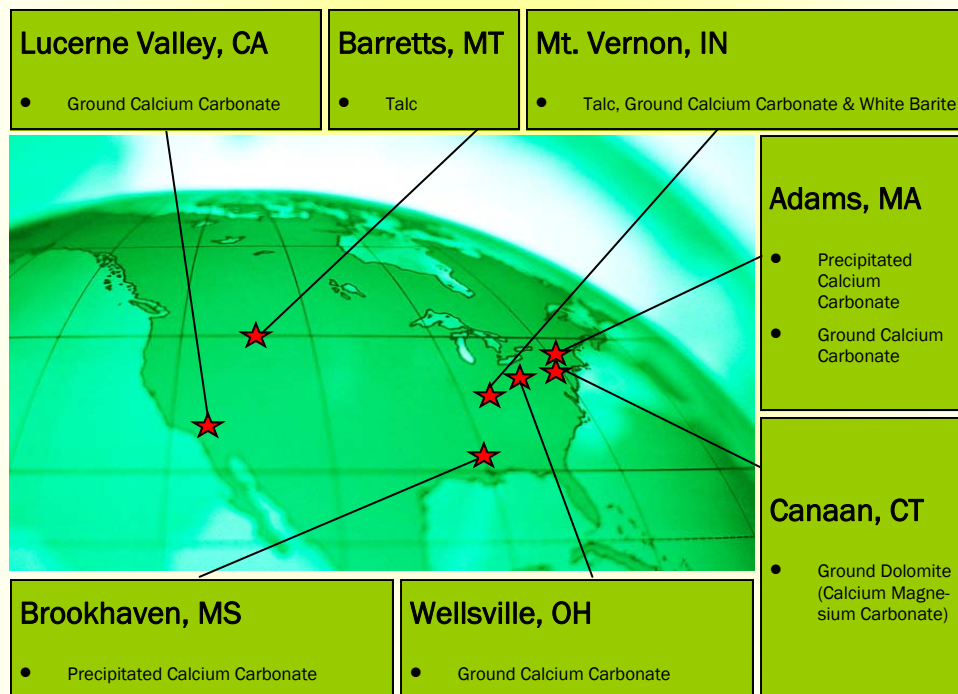 Lucerne Valley, CA
• Ground Calcium Carbonate
Barretts, MT
• Talc
Mt. Vernon, IN
• Talc, Ground Calcium Carbonate & White Barite
Adams, MA
• Precipitated
Calcium
Carbonate
• Ground Calcium
Carbonate
Canaan, CT
• Ground Dolomite
(Calcium Magne-
sium Carbonate)
Brookhaven, MS
• Precipitated Calcium Carbonate
Wellsville, OH
• Ground Calcium Carbonate